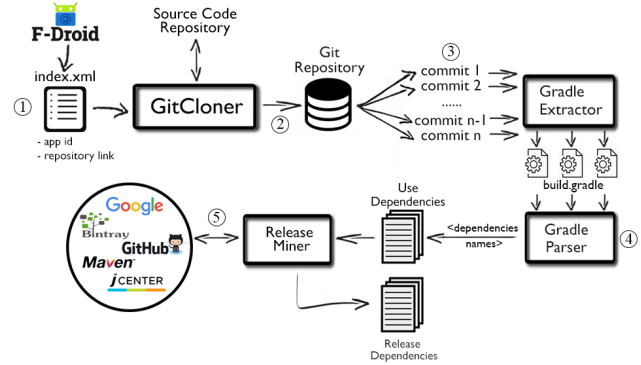 F-Droid
index.xml
①
- app id
- repository link
Source Code
Repository
GitCloner
②
Git
Repository
③
commit 1
commit 2
......
commit n-1
commit n
Gradle
Extractor
build.gradle
Gradle
Parser
④
<dependencies
names>
Use
Dependencies
Release
Miner
⑤
Google
Bintray
GitHub
Maven
jCENTER
Release
Dependencies